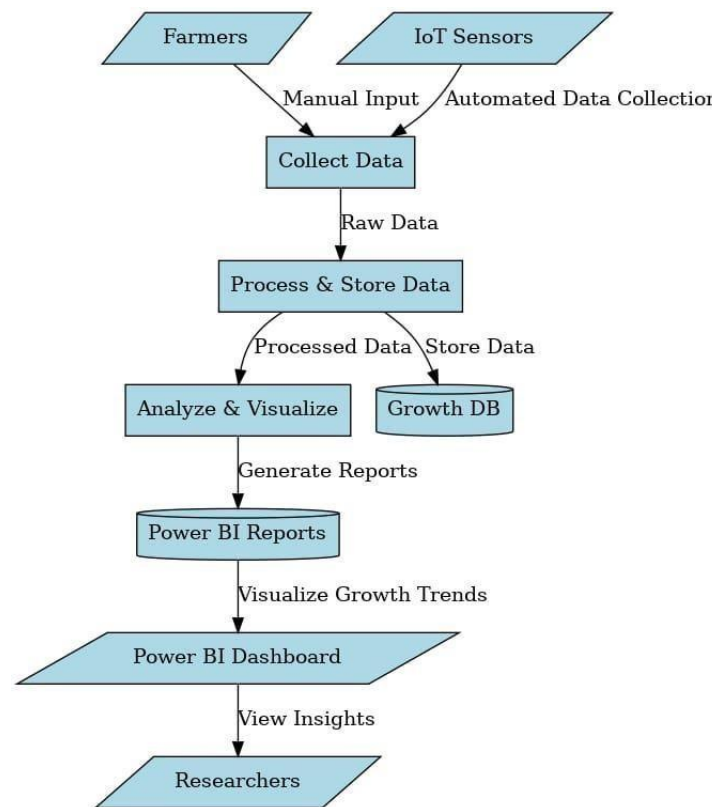 Farmers
IoT Sensors
Manual Input
Automated Data Collection
Collect Data
Raw Data
Process & Store Data
Processed Data
Store Data
Analyze & Visualize
Growth DB
Generate Reports
Power BI Reports
Visualize Growth Trends
Power BI Dashboard
View Insights
Researchers